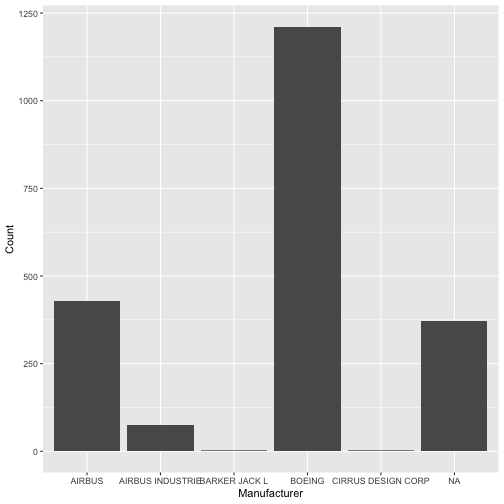 1250
1000
750
500
250
0
Count
AIRBUS
AIRBUS INDUSTRIE
BARKER JACK L
BOEING
CIRRUS DESIGN CORP
NA
Manufacturer